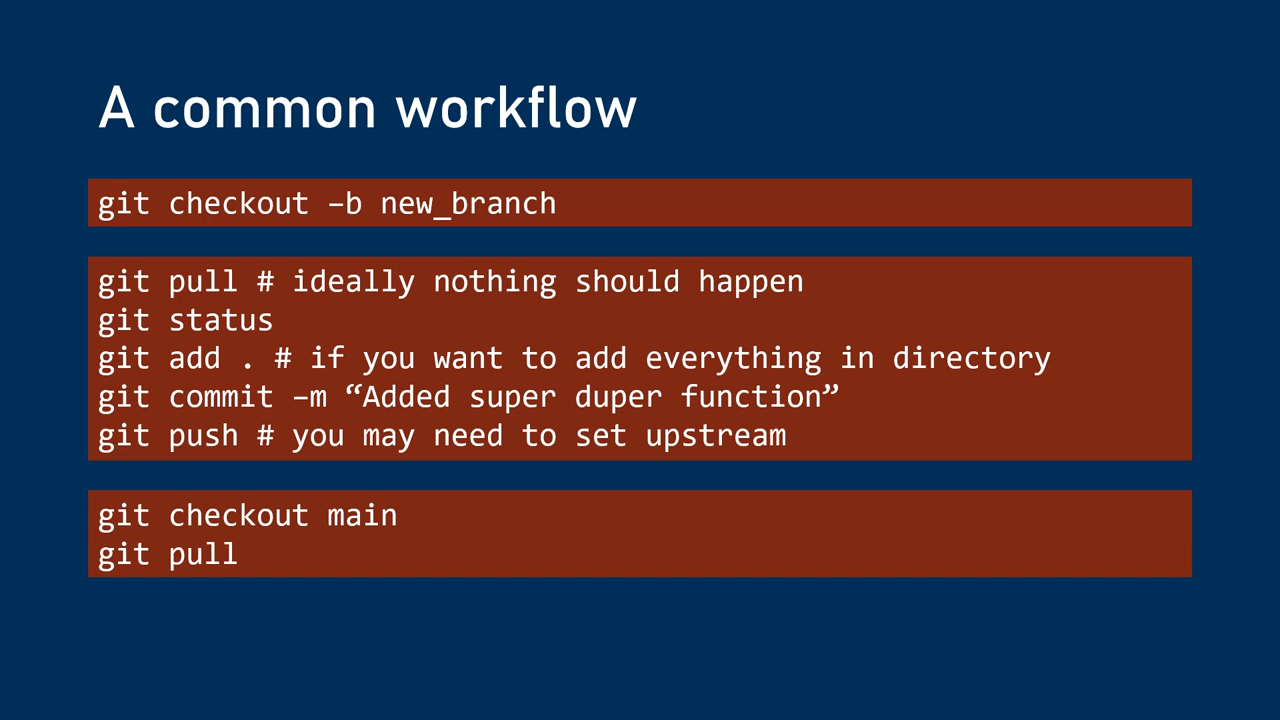 A common workflow
git checkout –b new_branch
git pull # ideally nothing should happen
git status
git add . # if you want to add everything in directory
git commit –m “Added super duper function”
git push # you may need to set upstream
git checkout main
git pull